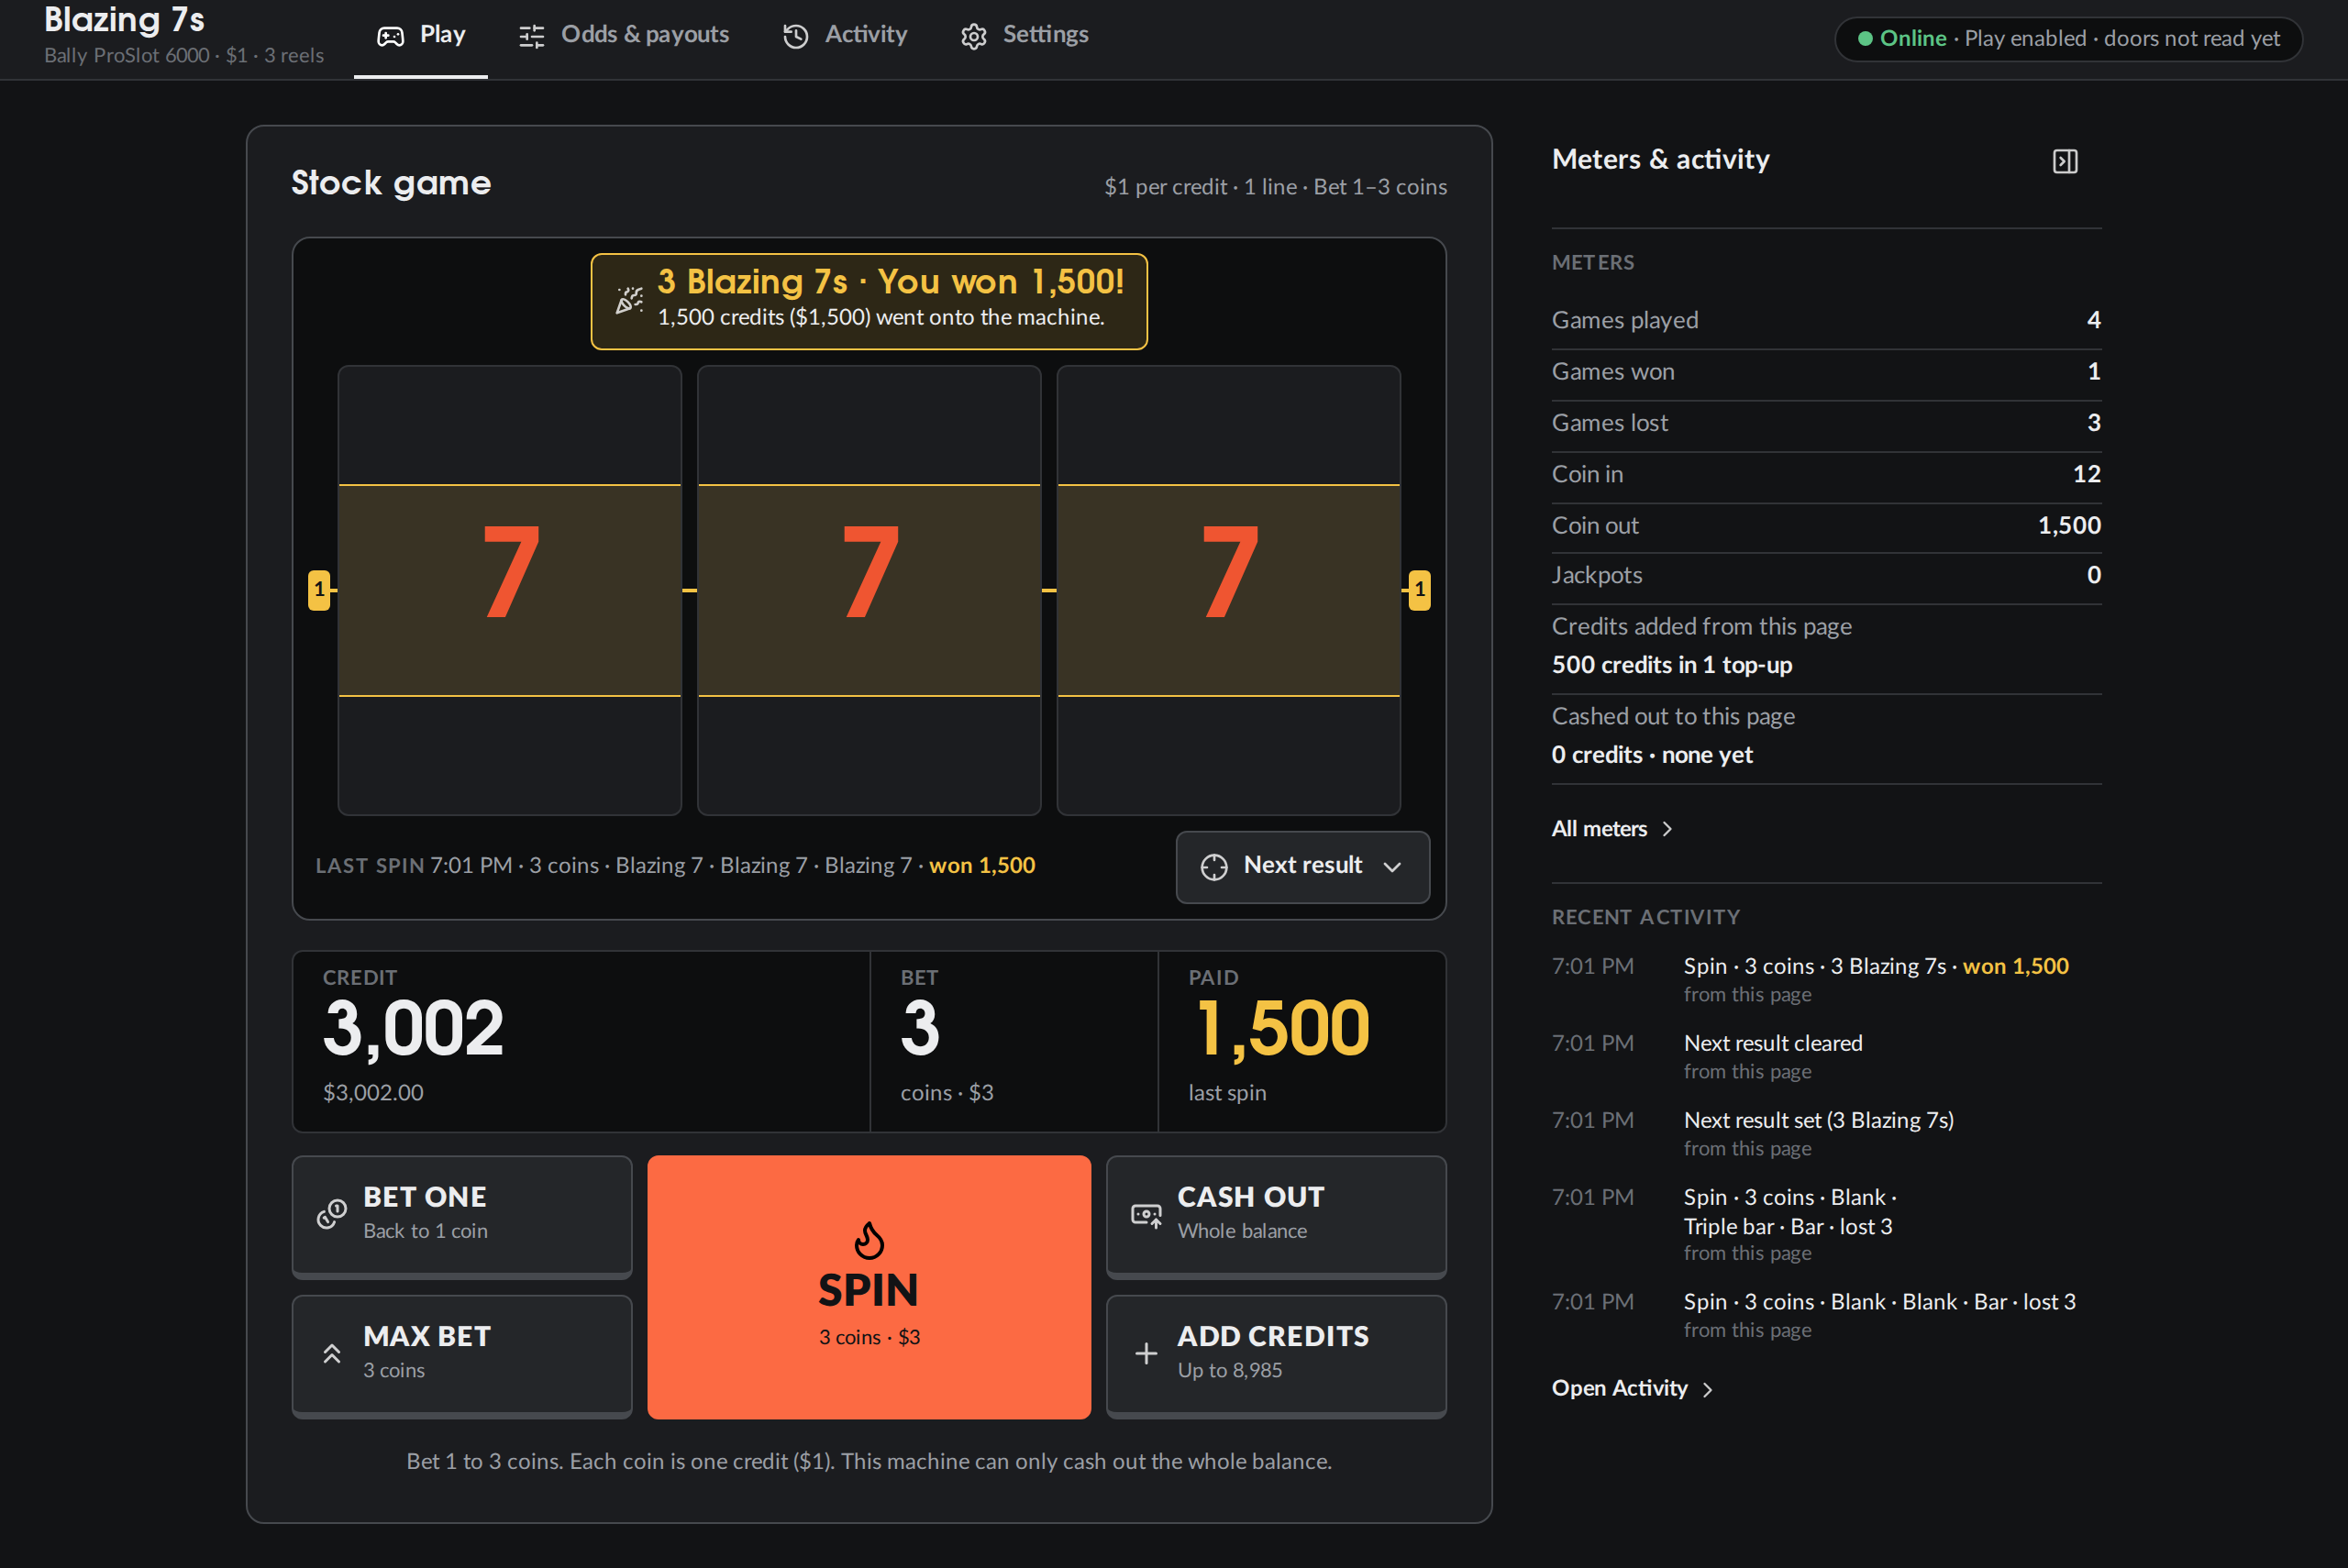 Blazing 7s
Bally ProSlot 6000 · $1 · 3 reels
Play
Odds & payouts
Activity
Settings
Online · Play enabled · doors not read yet
Stock game
$1 per credit · 1 line · Bet 1–3 coins
3 Blazing 7s · You won 1,500!
1,500 credits ($1,500) went onto the machine.
7
7
7
1
1
LAST SPIN 7:01 PM · 3 coins · Blazing 7 · Blazing 7 · Blazing 7 · won 1,500
Next result
CREDIT
3,002
$3,002.00
BET
3
coins · $3
PAID
1,500
last spin
BET ONE
Back to 1 coin
MAX BET
3 coins
SPIN
3 coins · $3
CASH OUT
Whole balance
ADD CREDITS
Up to 8,985
Bet 1 to 3 coins. Each coin is one credit ($1). This machine can only cash out the whole balance.
Meters & activity
METERS
Games played 4
Games won 1
Games lost 3
Coin in 12
Coin out 1,500
Jackpots 0
Credits added from this page
500 credits in 1 top-up
Cashed out to this page
0 credits · none yet
All meters
RECENT ACTIVITY
7:01 PM Spin · 3 coins · 3 Blazing 7s · won 1,500
from this page
7:01 PM Next result cleared
from this page
7:01 PM Next result set (3 Blazing 7s)
from this page
7:01 PM Spin · 3 coins · Blank ·
Triple bar · Bar · lost 3
from this page
7:01 PM Spin · 3 coins · Blank · Blank · Bar · lost 3
from this page
Open Activity